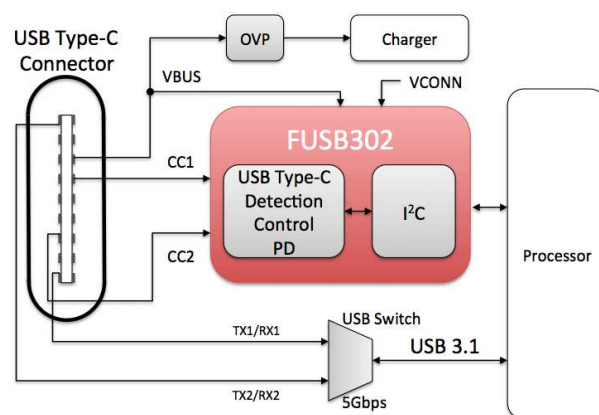 USB Type-C
Connector
OVP
Charger
VBUS
VCONN
FUSB302
CC1
USB Type-C
Detection
Control
PD
I²C
CC2
Processor
USB Switch
TX1/RX1
USB 3.1
TX2/RX2
5Gbps